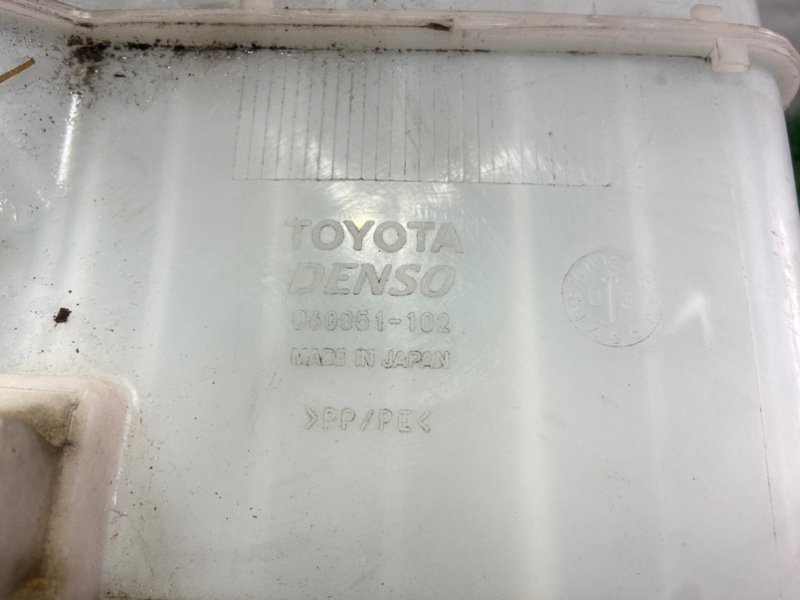 TOYOTA
DENSO
060851-102
MADE IN JAPAN
>PP/PE<